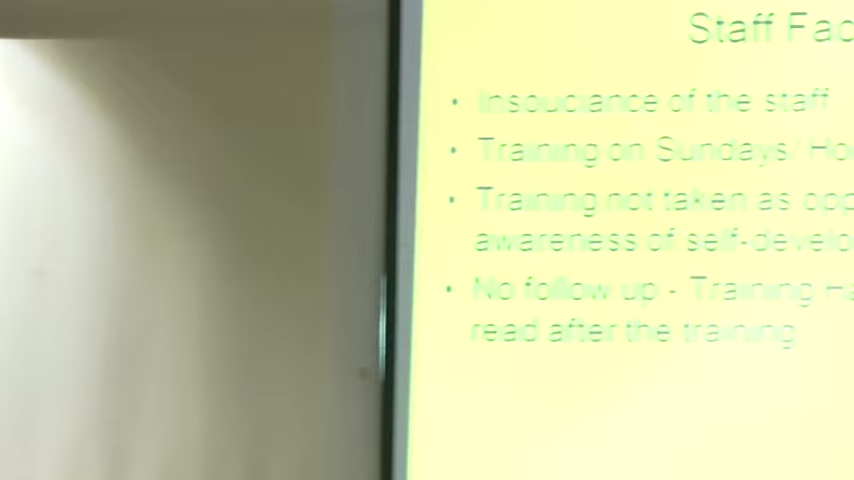 Staff Fac
• Insouciance of the staff
• Training on Sundays/ Ho
• Training not taken as opp
awareness of self-develo
• No follow up - Training Ha
read after the training